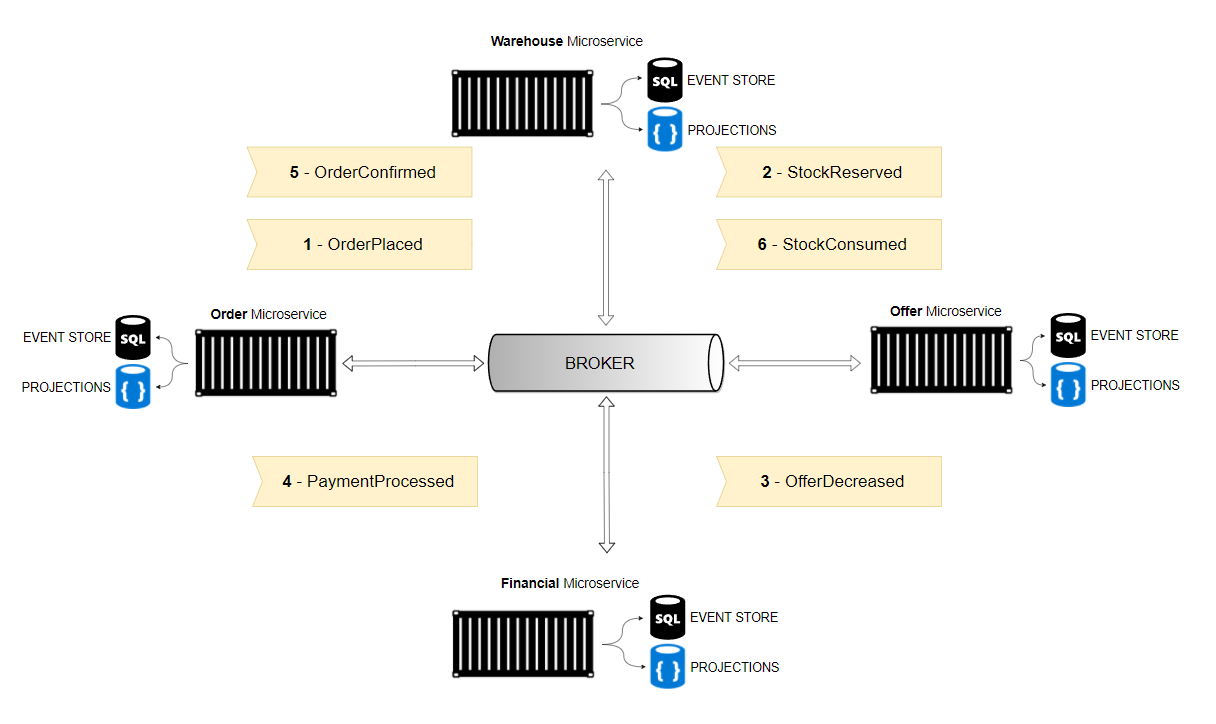 Warehouse Microservice
SQL EVENT STORE
{ } PROJECTIONS
5 - OrderConfirmed
2 - StockReserved
1 - OrderPlaced
6 - StockConsumed
Order Microservice
EVENT STORE SQL
PROJECTIONS { }
BROKER
Offer Microservice
SQL EVENT STORE
{ } PROJECTIONS
4 - PaymentProcessed
3 - OfferDecreased
Financial Microservice
SQL EVENT STORE
{ } PROJECTIONS